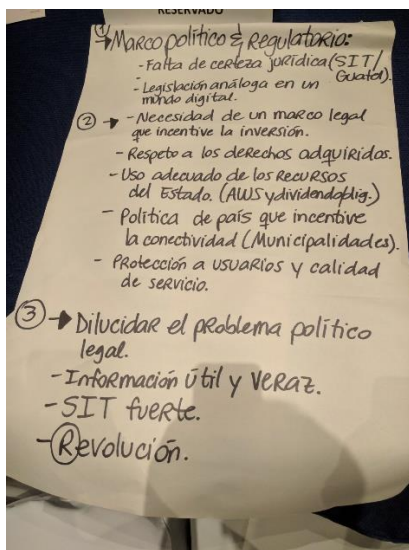 RESERVADO
① → Marco político & Regulatorio:
- Falta de certeza jurídica (SIT/
Guatel).
- Legislación análoga en un
mundo digital.
② → - Necesidad de un marco legal
que incentive la inversión.
- Respeto a los derechos adquiridos.
- Uso adecuado de los recursos
del Estado. (AWS y dividendo dig.)
- Política de país que incentive
la conectividad (Municipalidades).
- Protección a usuarios y calidad
de servicio.
③ → Dilucidar el problema político
legal.
- Información útil y veraz.
- SIT fuerte.
- Revolución.